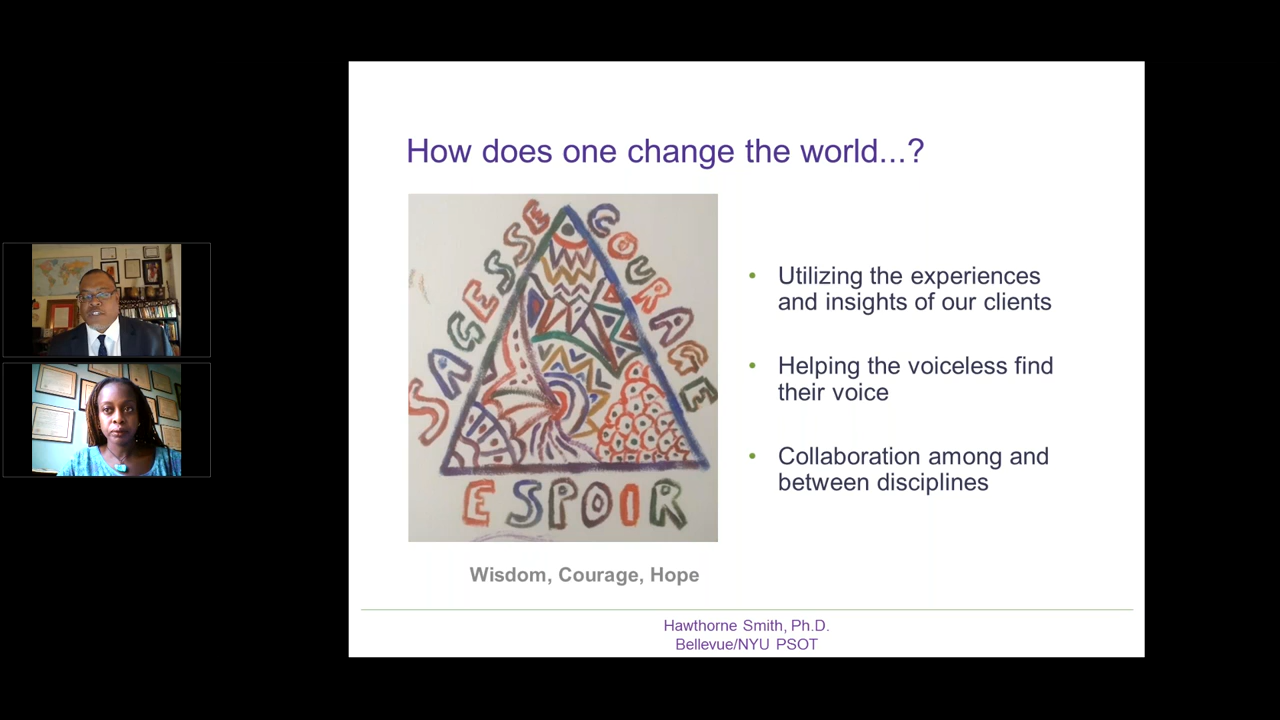 How does one change the world...?
SAGESSE
COURAGE
ESPOIR
• Utilizing the experiences
and insights of our clients
• Helping the voiceless find
their voice
• Collaboration among and
between disciplines
Wisdom, Courage, Hope
Hawthorne Smith, Ph.D.
Bellevue/NYU PSOT